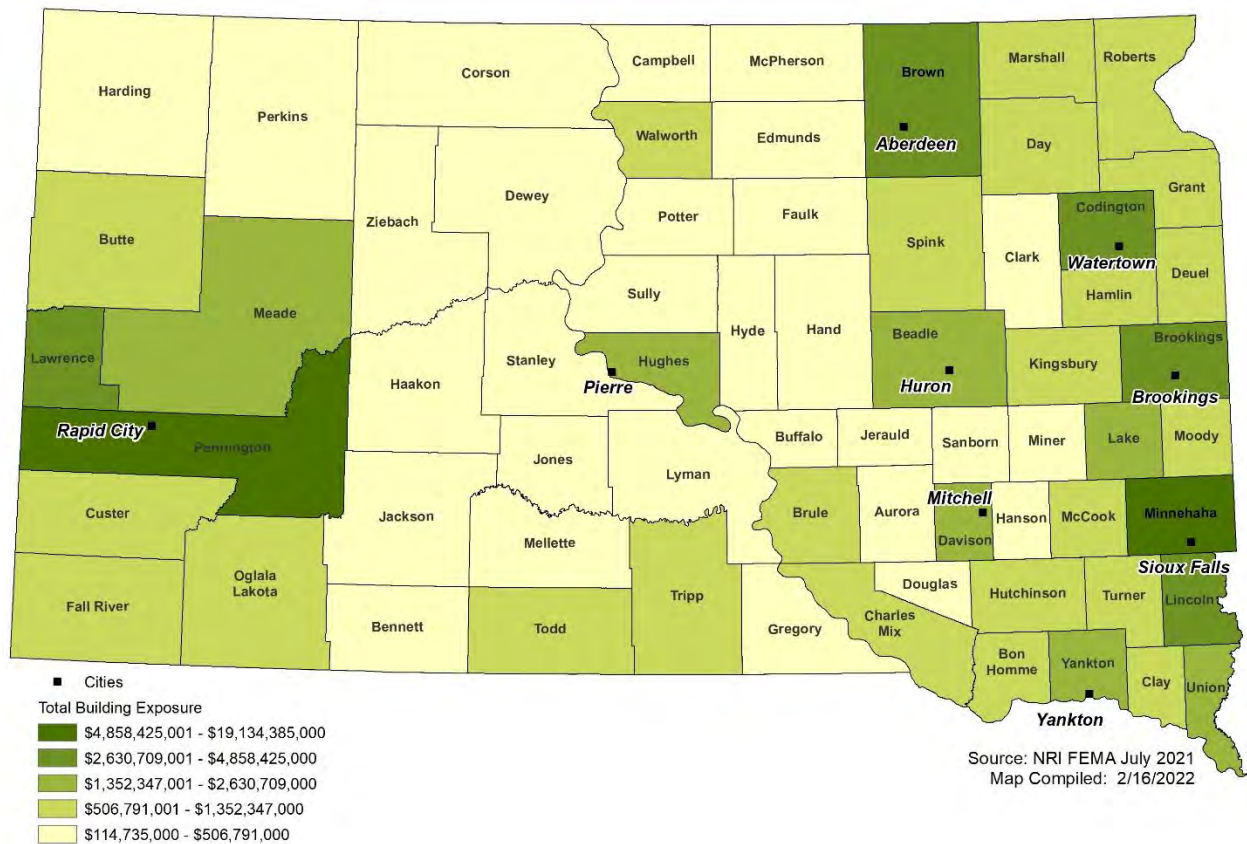 Harding
Perkins
Corson
Campbell
McPherson
Brown
Marshall
Roberts
Walworth
Edmunds
Aberdeen
Day
Dewey
Ziebach
Potter
Faulk
Grant
Codington
Butte
Spink
Clark
Watertown
Deuel
Sully
Hamlin
Meade
Hyde
Hand
Lawrence
Stanley
Hughes
Beadle
Kingsbury
Brookings
Haakon
Pierre
Huron
Brookings
Rapid City
Pennington
Buffalo
Jerauld
Sanborn
Miner
Lake
Moody
Jones
Lyman
Custer
Jackson
Mitchell
Brule
Aurora
Hanson
McCook
Minnehaha
Mellette
Davison
Sioux Falls
Oglala
Lakota
Fall River
Tripp
Douglas
Hutchinson
Turner
Lincoln
Bennett
Todd
Gregory
Charles
Mix
Bon
Homme
Yankton
Clay
Union
Yankton
Cities
Total Building Exposure
$4,858,425,001 - $19,134,385,000
$2,630,709,001 - $4,858,425,000
$1,352,347,001 - $2,630,709,000
$506,791,001 - $1,352,347,000
$114,735,000 - $506,791,000
Source: NRI FEMA July 2021
Map Compiled: 2/16/2022